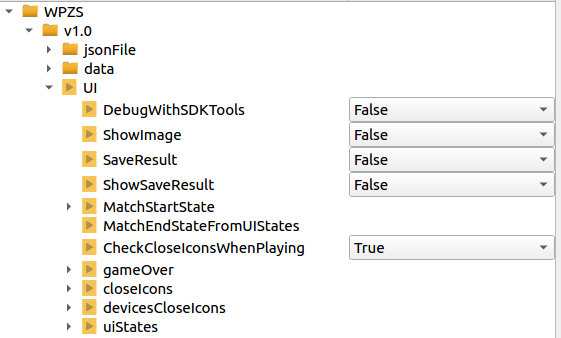 WPZS
v1.0
jsonFile
data
UI
DebugWithSDKTools False
ShowImage False
SaveResult False
ShowSaveResult False
MatchStartState
MatchEndStateFromUIStates
CheckCloseIconsWhenPlaying True
gameOver
closeIcons
devicesCloseIcons
uiStates